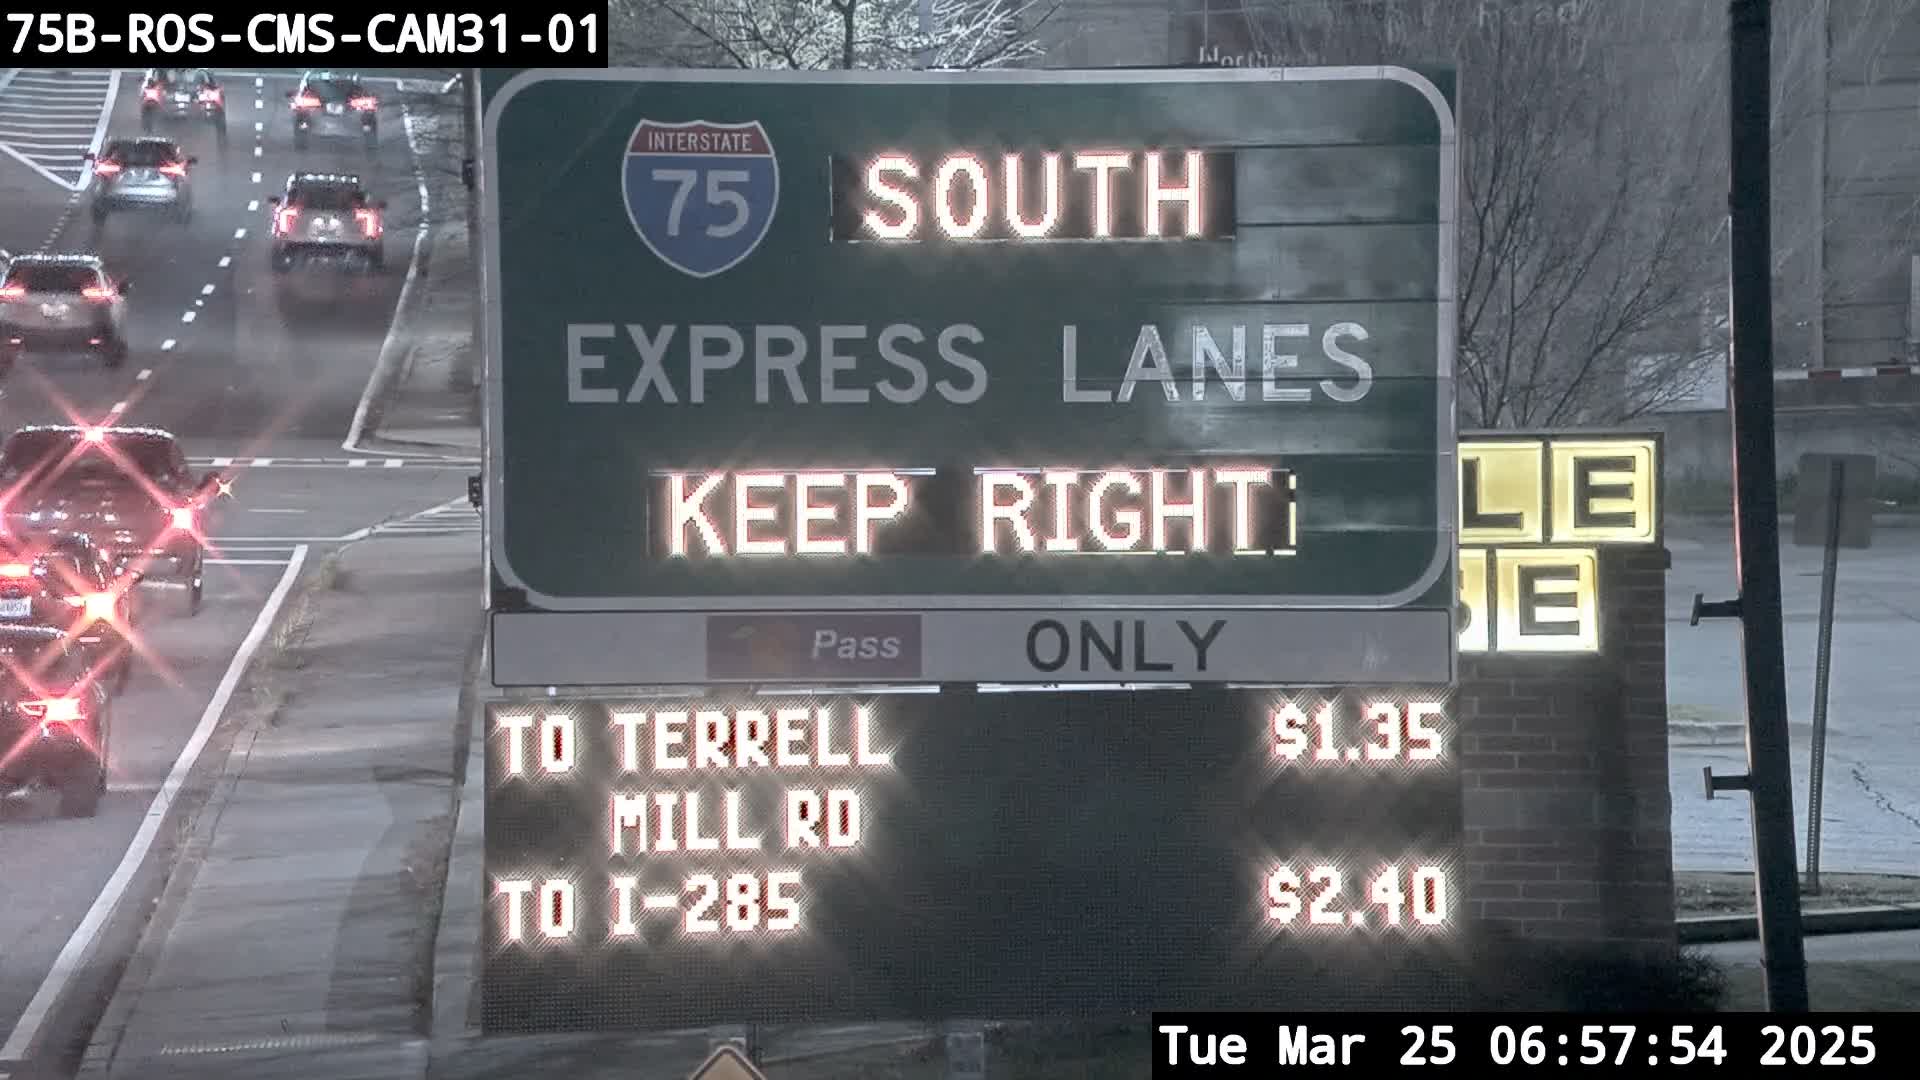 75B-ROS-CMS-CAM31-01
INTERSTATE
75
SOUTH
EXPRESS LANES
KEEP RIGHT
Pass ONLY
TO TERRELL $1.35
MILL RD
TO I-285 $2.40
LE
E
Tue Mar 25 06:57:54 2025